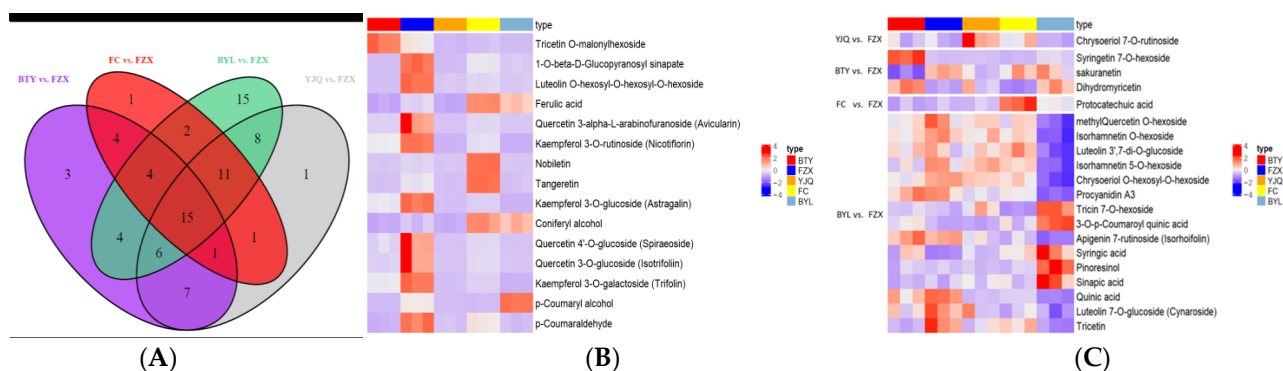 FC vs. FZX
BYL vs. FZX
BTY vs. FZX
YJQ vs. FZX
1
15
4
2
8
3
4
11
1
15
4
6
1
1
7
(A)
type
Tricetin O-malonylhexoside
1-O-beta-D-Glucopyranosyl sinapate
Luteolin O-hexosyl-O-hexosyl-O-hexoside
Ferulic acid
Quercetin 3-alpha-L-arabinofuranoside (Avicularin)
Kaempferol 3-O-rutinoside (Nicotiflorin)
Nobiletin
Tangeretin
Kaempferol 3-O-glucoside (Astragalin)
Coniferyl alcohol
Quercetin 4'-O-glucoside (Spiraeoside)
Quercetin 3-O-glucoside (Isotrifoliin)
Kaempferol 3-O-galactoside (Trifolin)
p-Coumaryl alcohol
p-Coumaraldehyde
4
2
0
−2
−4
type
BTY
FZX
YJQ
FC
BYL
(B)
type
YJQ vs. FZX
Chrysoeriol 7-O-rutinoside
Syringetin 7-O-hexoside
BTY vs. FZX
sakuranetin
Dihydromyricetin
FC vs. FZX
Protocatechuic acid
methylQuercetin O-hexoside
Isorhamnetin O-hexoside
Luteolin 3',7-di-O-glucoside
Isorhamnetin 5-O-hexoside
Chrysoeriol O-hexosyl-O-hexoside
Procyanidin A3
BYL vs. FZX
Tricin 7-O-hexoside
3-O-p-Coumaroyl quinic acid
Apigenin 7-rutinoside (Isorhoifolin)
Syringic acid
Pinoresinol
Sinapic acid
Quinic acid
Luteolin 7-O-glucoside (Cynaroside)
Tricetin
4
2
0
−2
−4
type
BTY
FZX
YJQ
FC
BYL
(C)